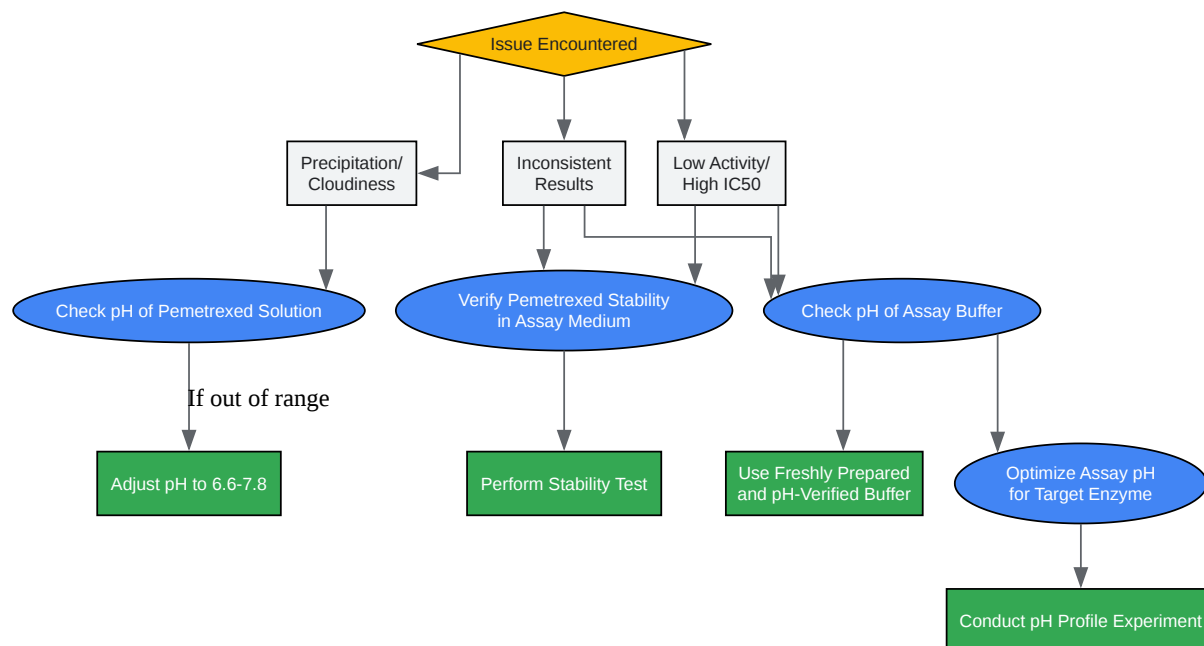 Issue Encountered
Precipitation/
Cloudiness
Inconsistent
Results
Low Activity/
High IC50
Check pH of Pemetrexed Solution
Verify Pemetrexed Stability
in Assay Medium
Check pH of Assay Buffer
If out of range
Adjust pH to 6.6-7.8
Perform Stability Test
Use Freshly Prepared
and pH-Verified Buffer
Optimize Assay pH
for Target Enzyme
Conduct pH Profile Experiment